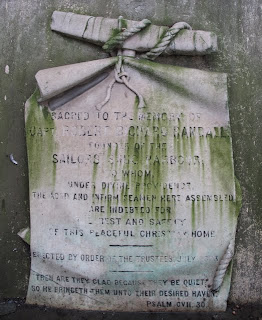 SACRED TO THE MEMORY OF
CAPT. ROBERT RICHARD RANDALL
FOUNDER OF THE
SAILORS SNUG HARBOUR
TO WHOM,
UNDER DIVINE PROVIDENCE,
THE AGED AND INFIRM SEAMEN HERE ASSEMBLED
ARE INDEBTED FOR
REST AND SAFETY
OF THIS PEACEFUL CHRISTIAN HOME
ERECTED BY ORDER OF THE TRUSTEES
THEN ARE THEY GLAD BECAUSE THEY BE QUIET
SO HE BRINGETH THEM UNTO THEIR DESIRED HAVEN.
PSALM CVII. 30